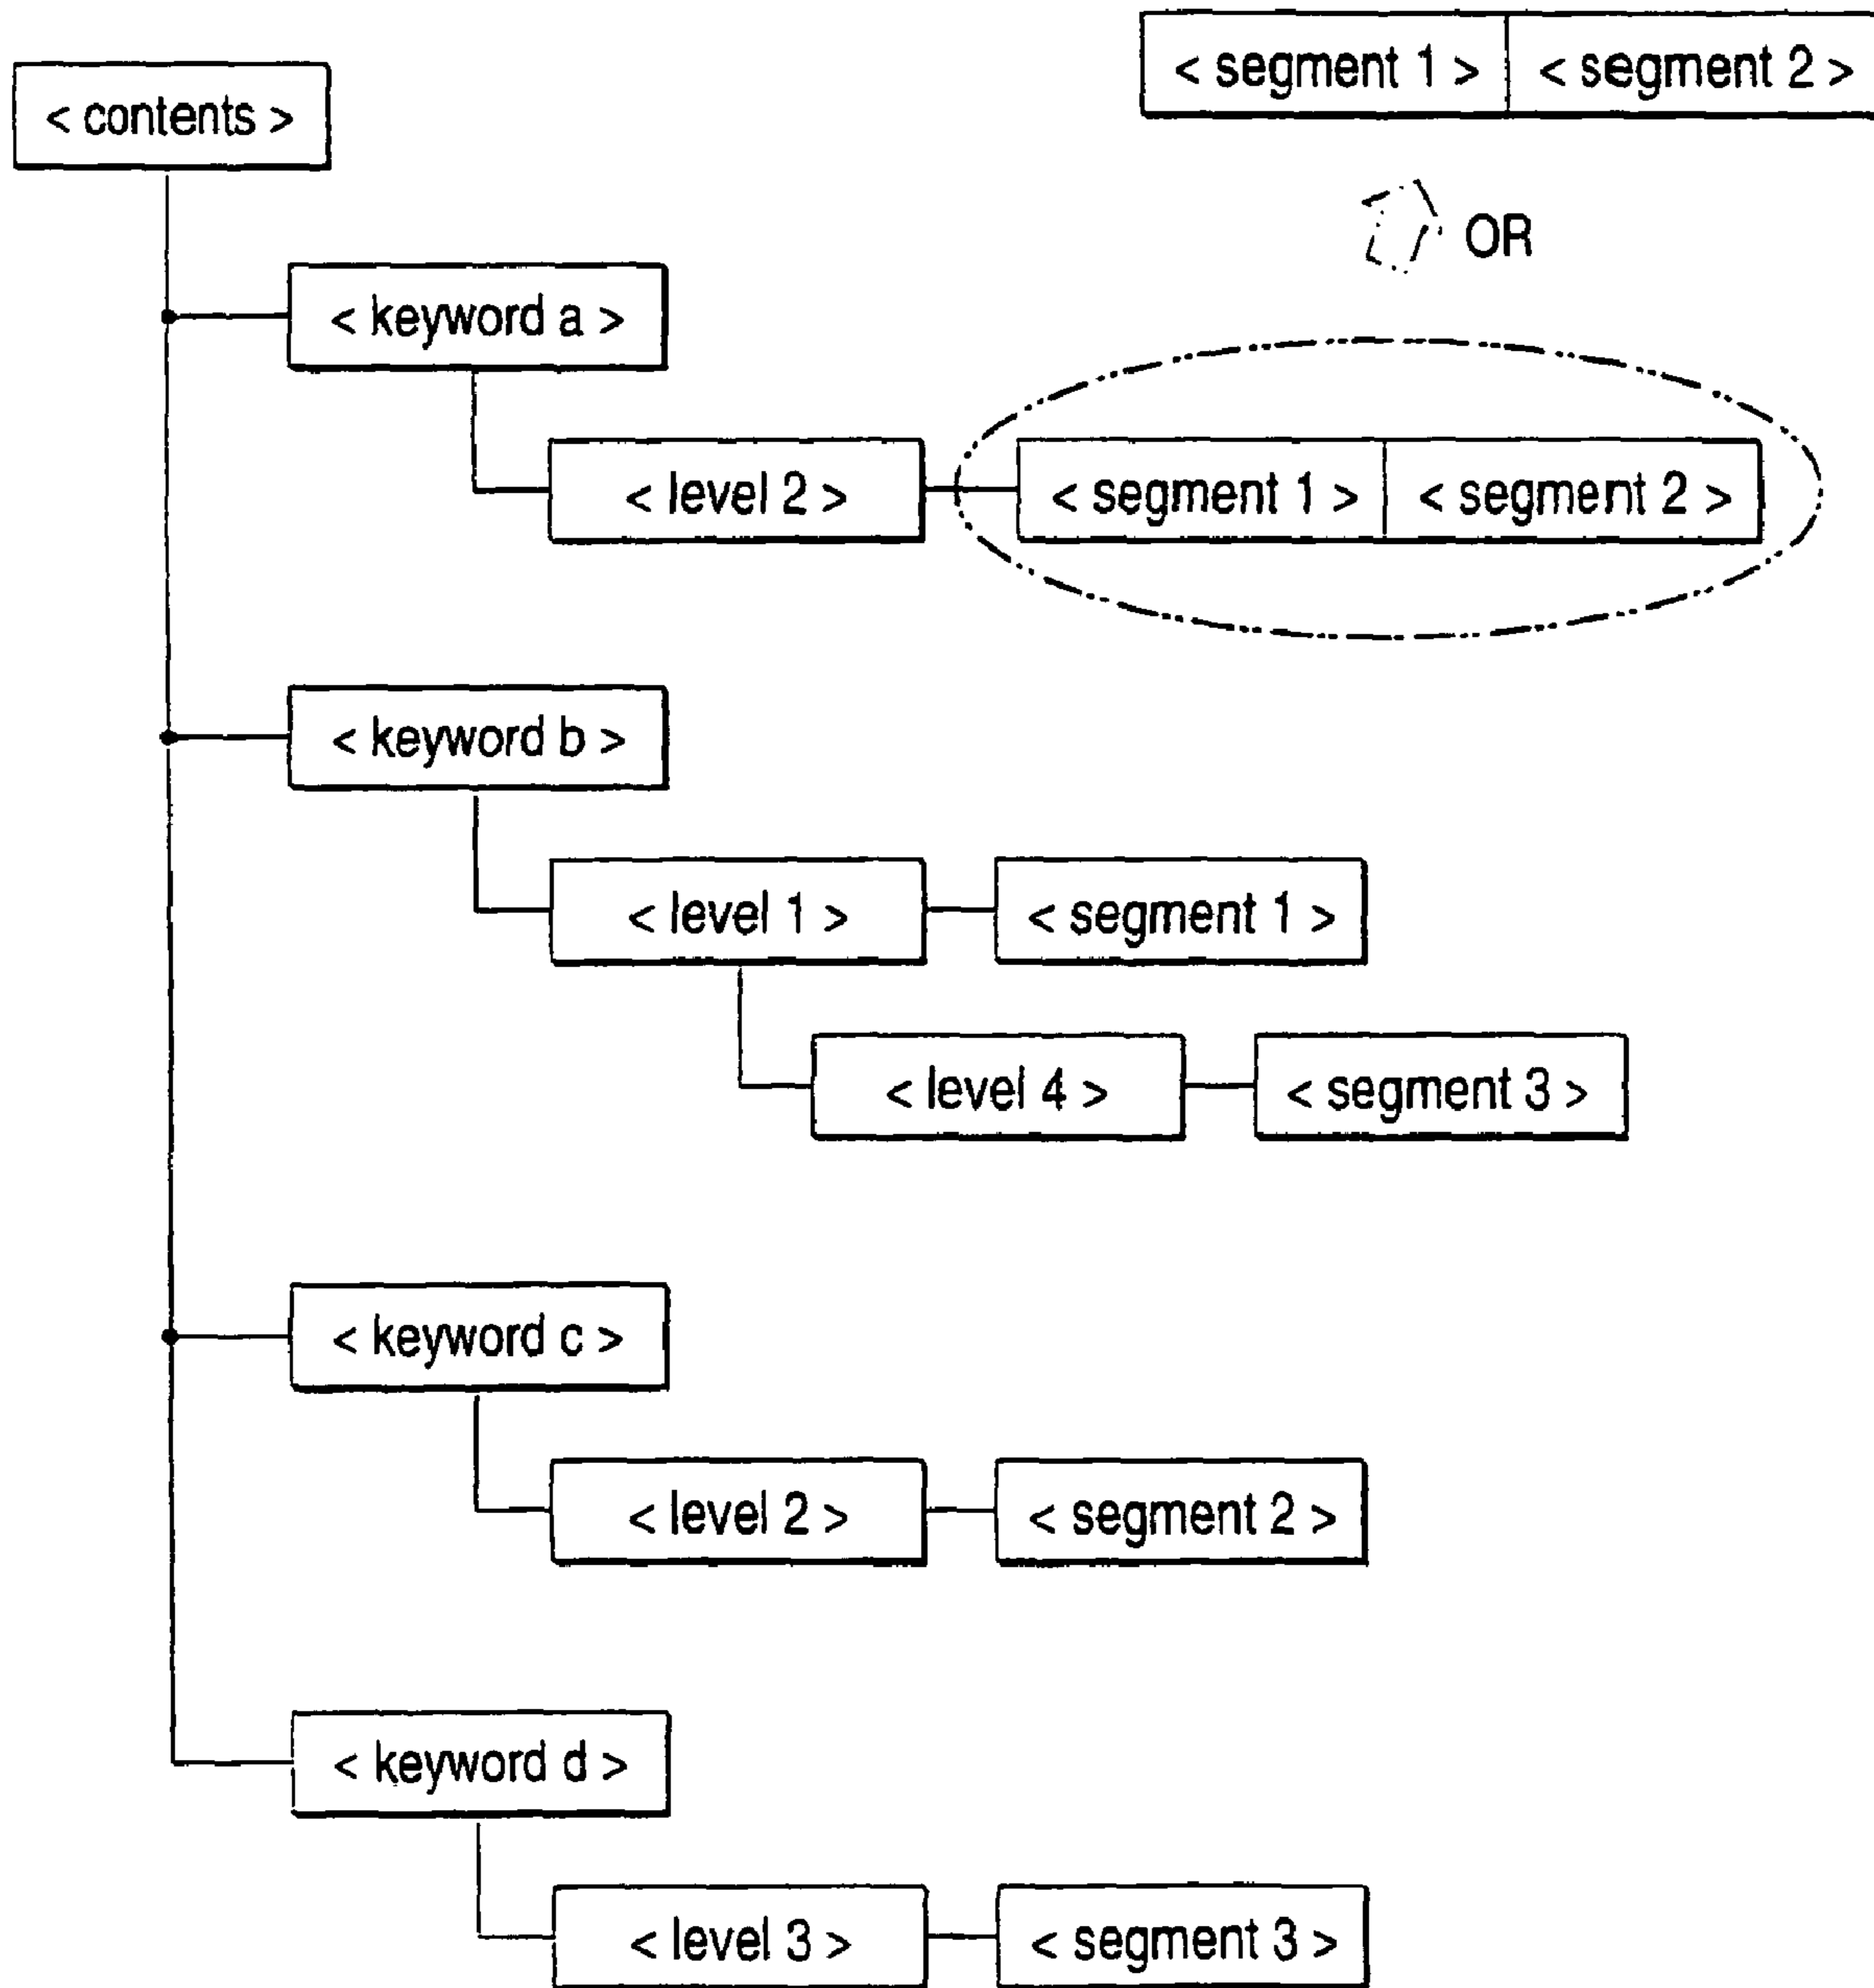 < segment 1 > < segment 2 >
< contents >
OR
< keyword a >
< level 2 > < segment 1 > < segment 2 >
< keyword b >
< level 1 > < segment 1 >
< level 4 > < segment 3 >
< keyword c >
< level 2 > < segment 2 >
< keyword d >
< level 3 > < segment 3 >